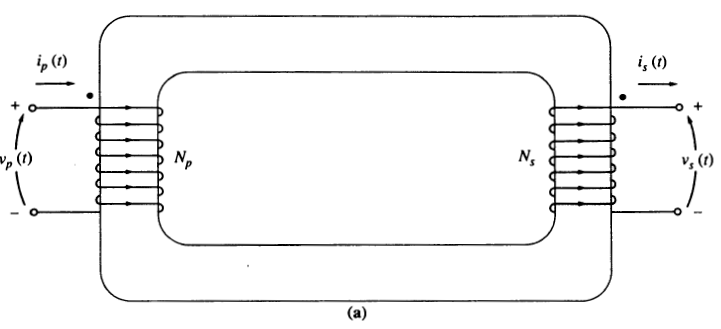 i_p (t)
i_s (t)
+
+
v_p (t)
N_p
N_s
v_s (t)
–
–
(a)